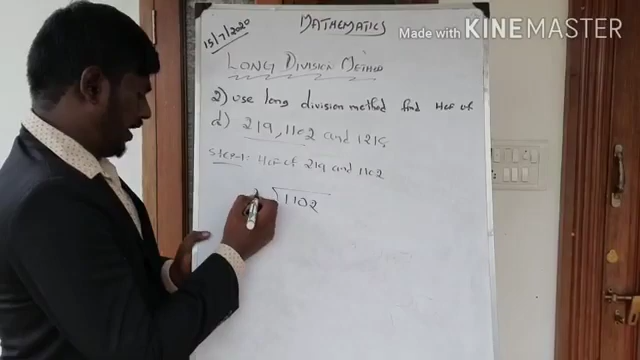 15/7/2020
MATHEMATICS
Made with KINEMASTER
LONG DIVISION METHOD
2) Use long division method find HCF of
d) 219, 1102 and 1215
Step-1: HCF of 219 and 1102
2 1102